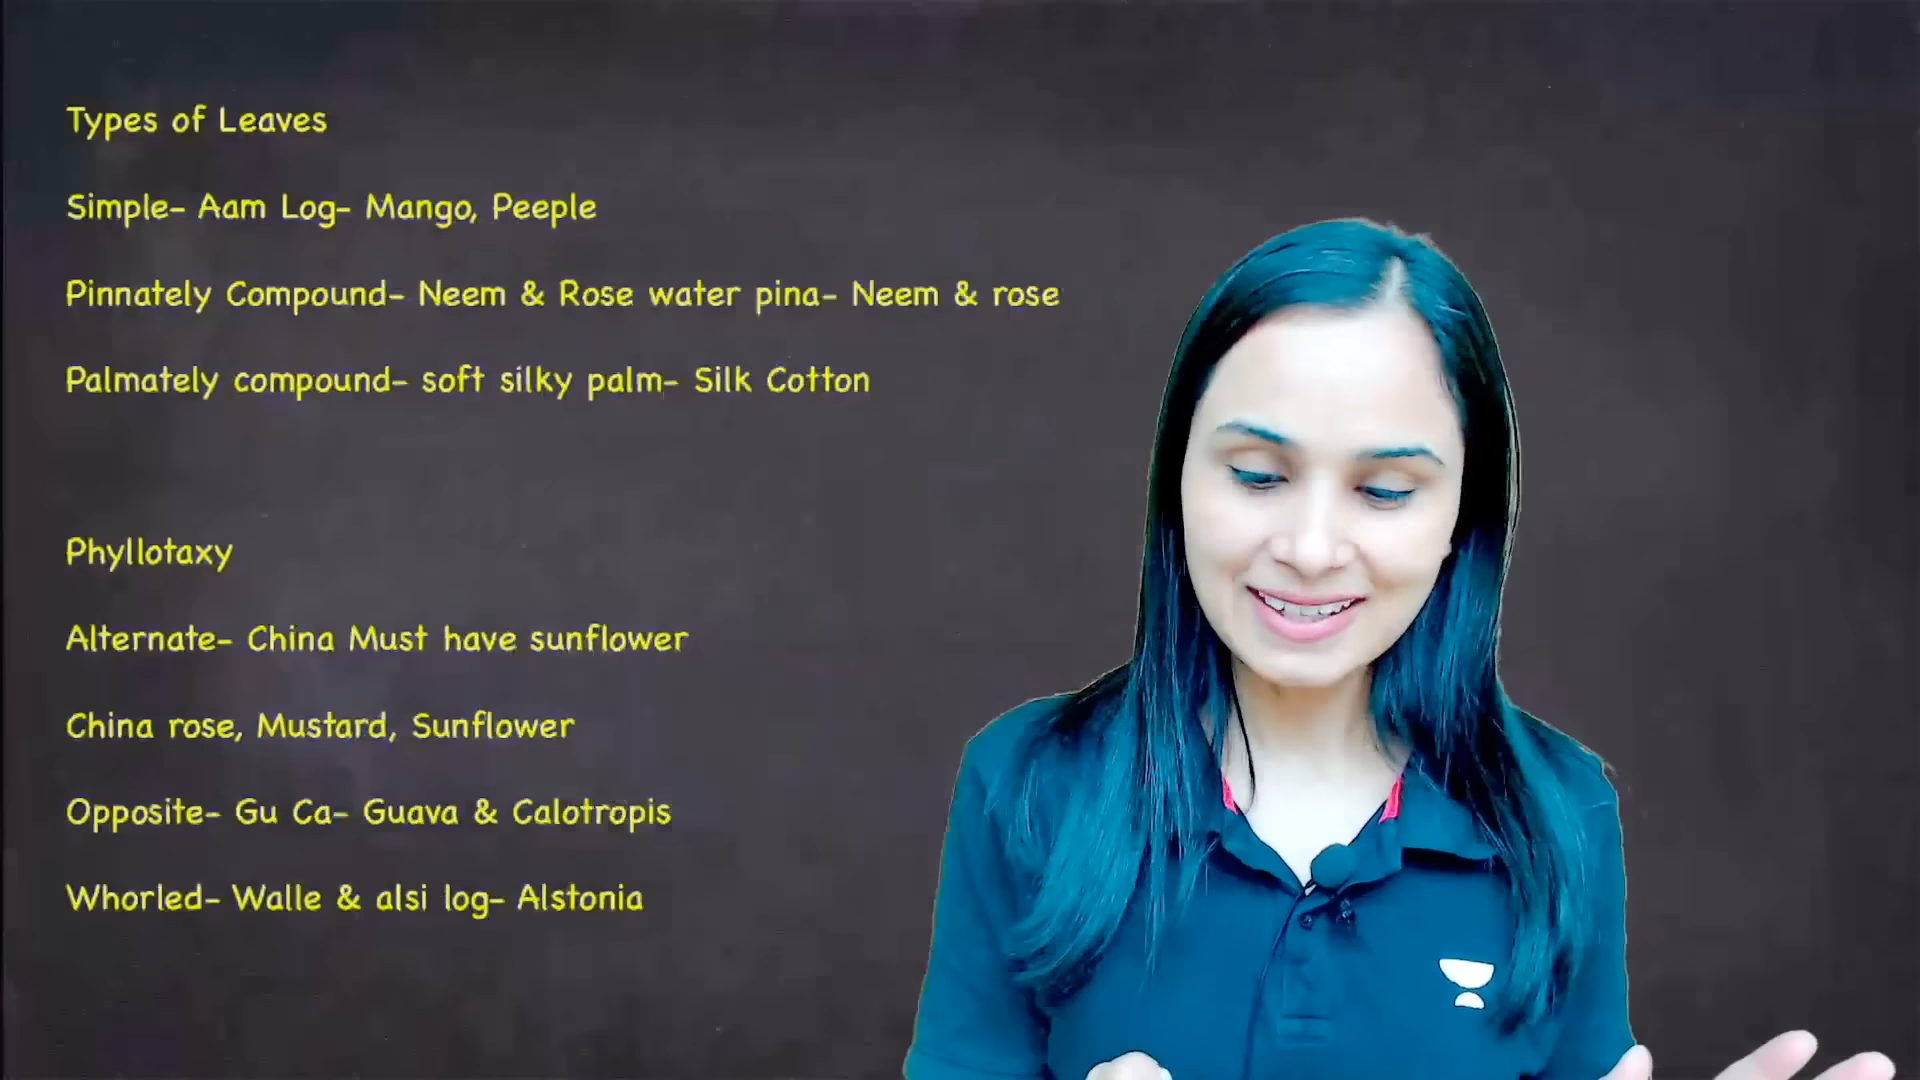 Types of Leaves
Simple- Aam Log- Mango, Peeple
Pinnately Compound- Neem & Rose water pina- Neem & rose
Palmately compound- soft silky palm- Silk Cotton
Phyllotaxy
Alternate- China Must have sunflower
China rose, Mustard, Sunflower
Opposite- Gu Ca- Guava & Calotropis
Whorled- Walle & alsi log- Alstonia